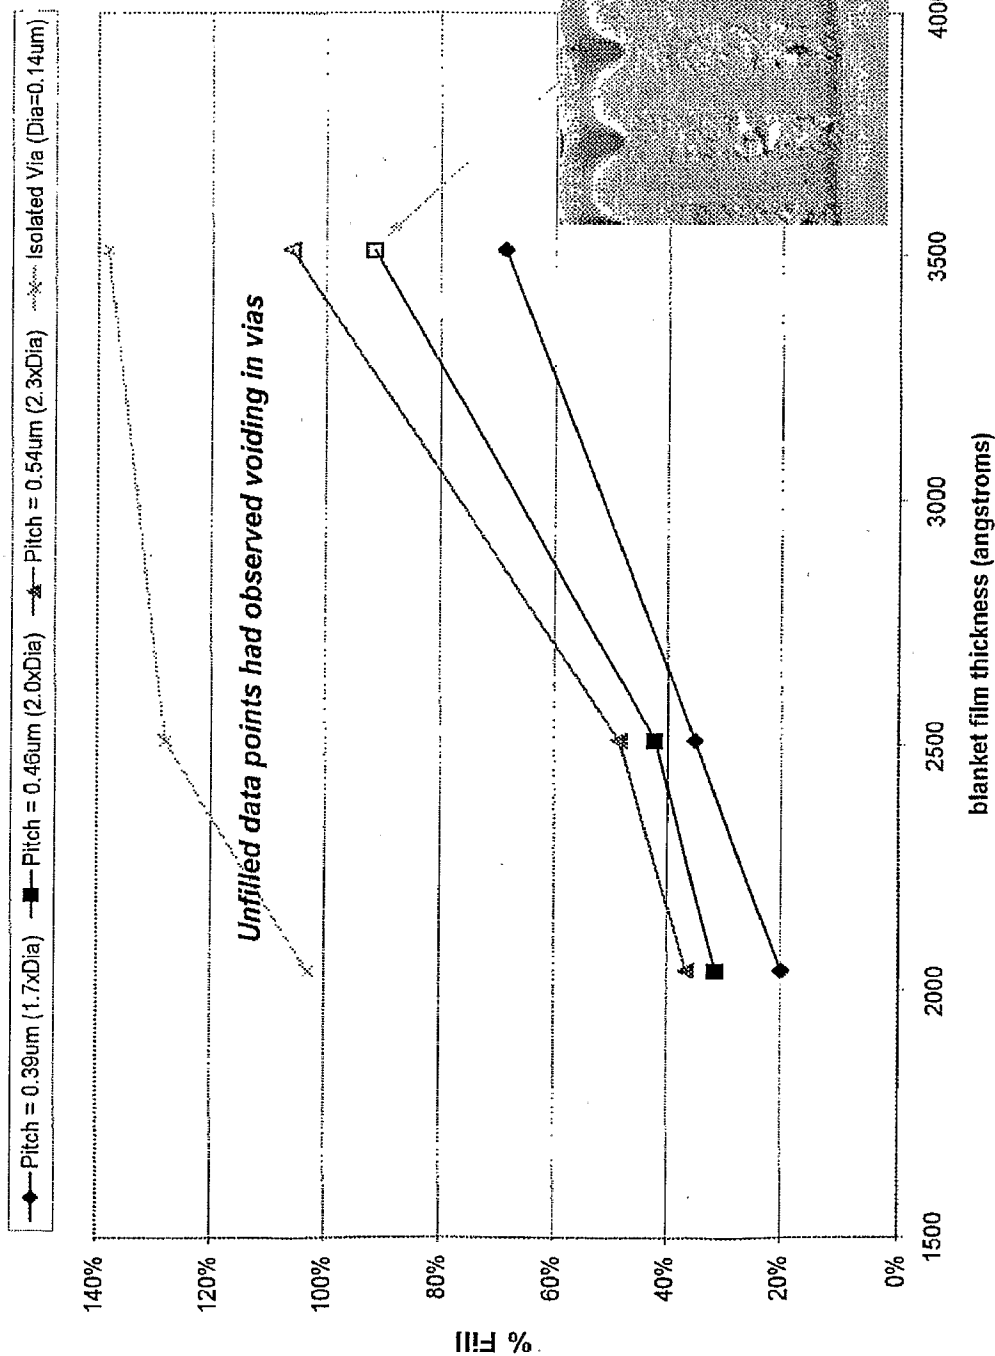 Pitch = 0.39um (1.7xDia)
Pitch = 0.46um (2.0xDia)
Pitch = 0.54um (2.3xDia)
Isolated Via (Dia=0.14um)
140%
120%
100%
80%
60%
40%
20%
0%
% Fill
Unfilled data points had observed voiding in vias
1500
2000
2500
3000
3500
blanket film thickness (angstroms)